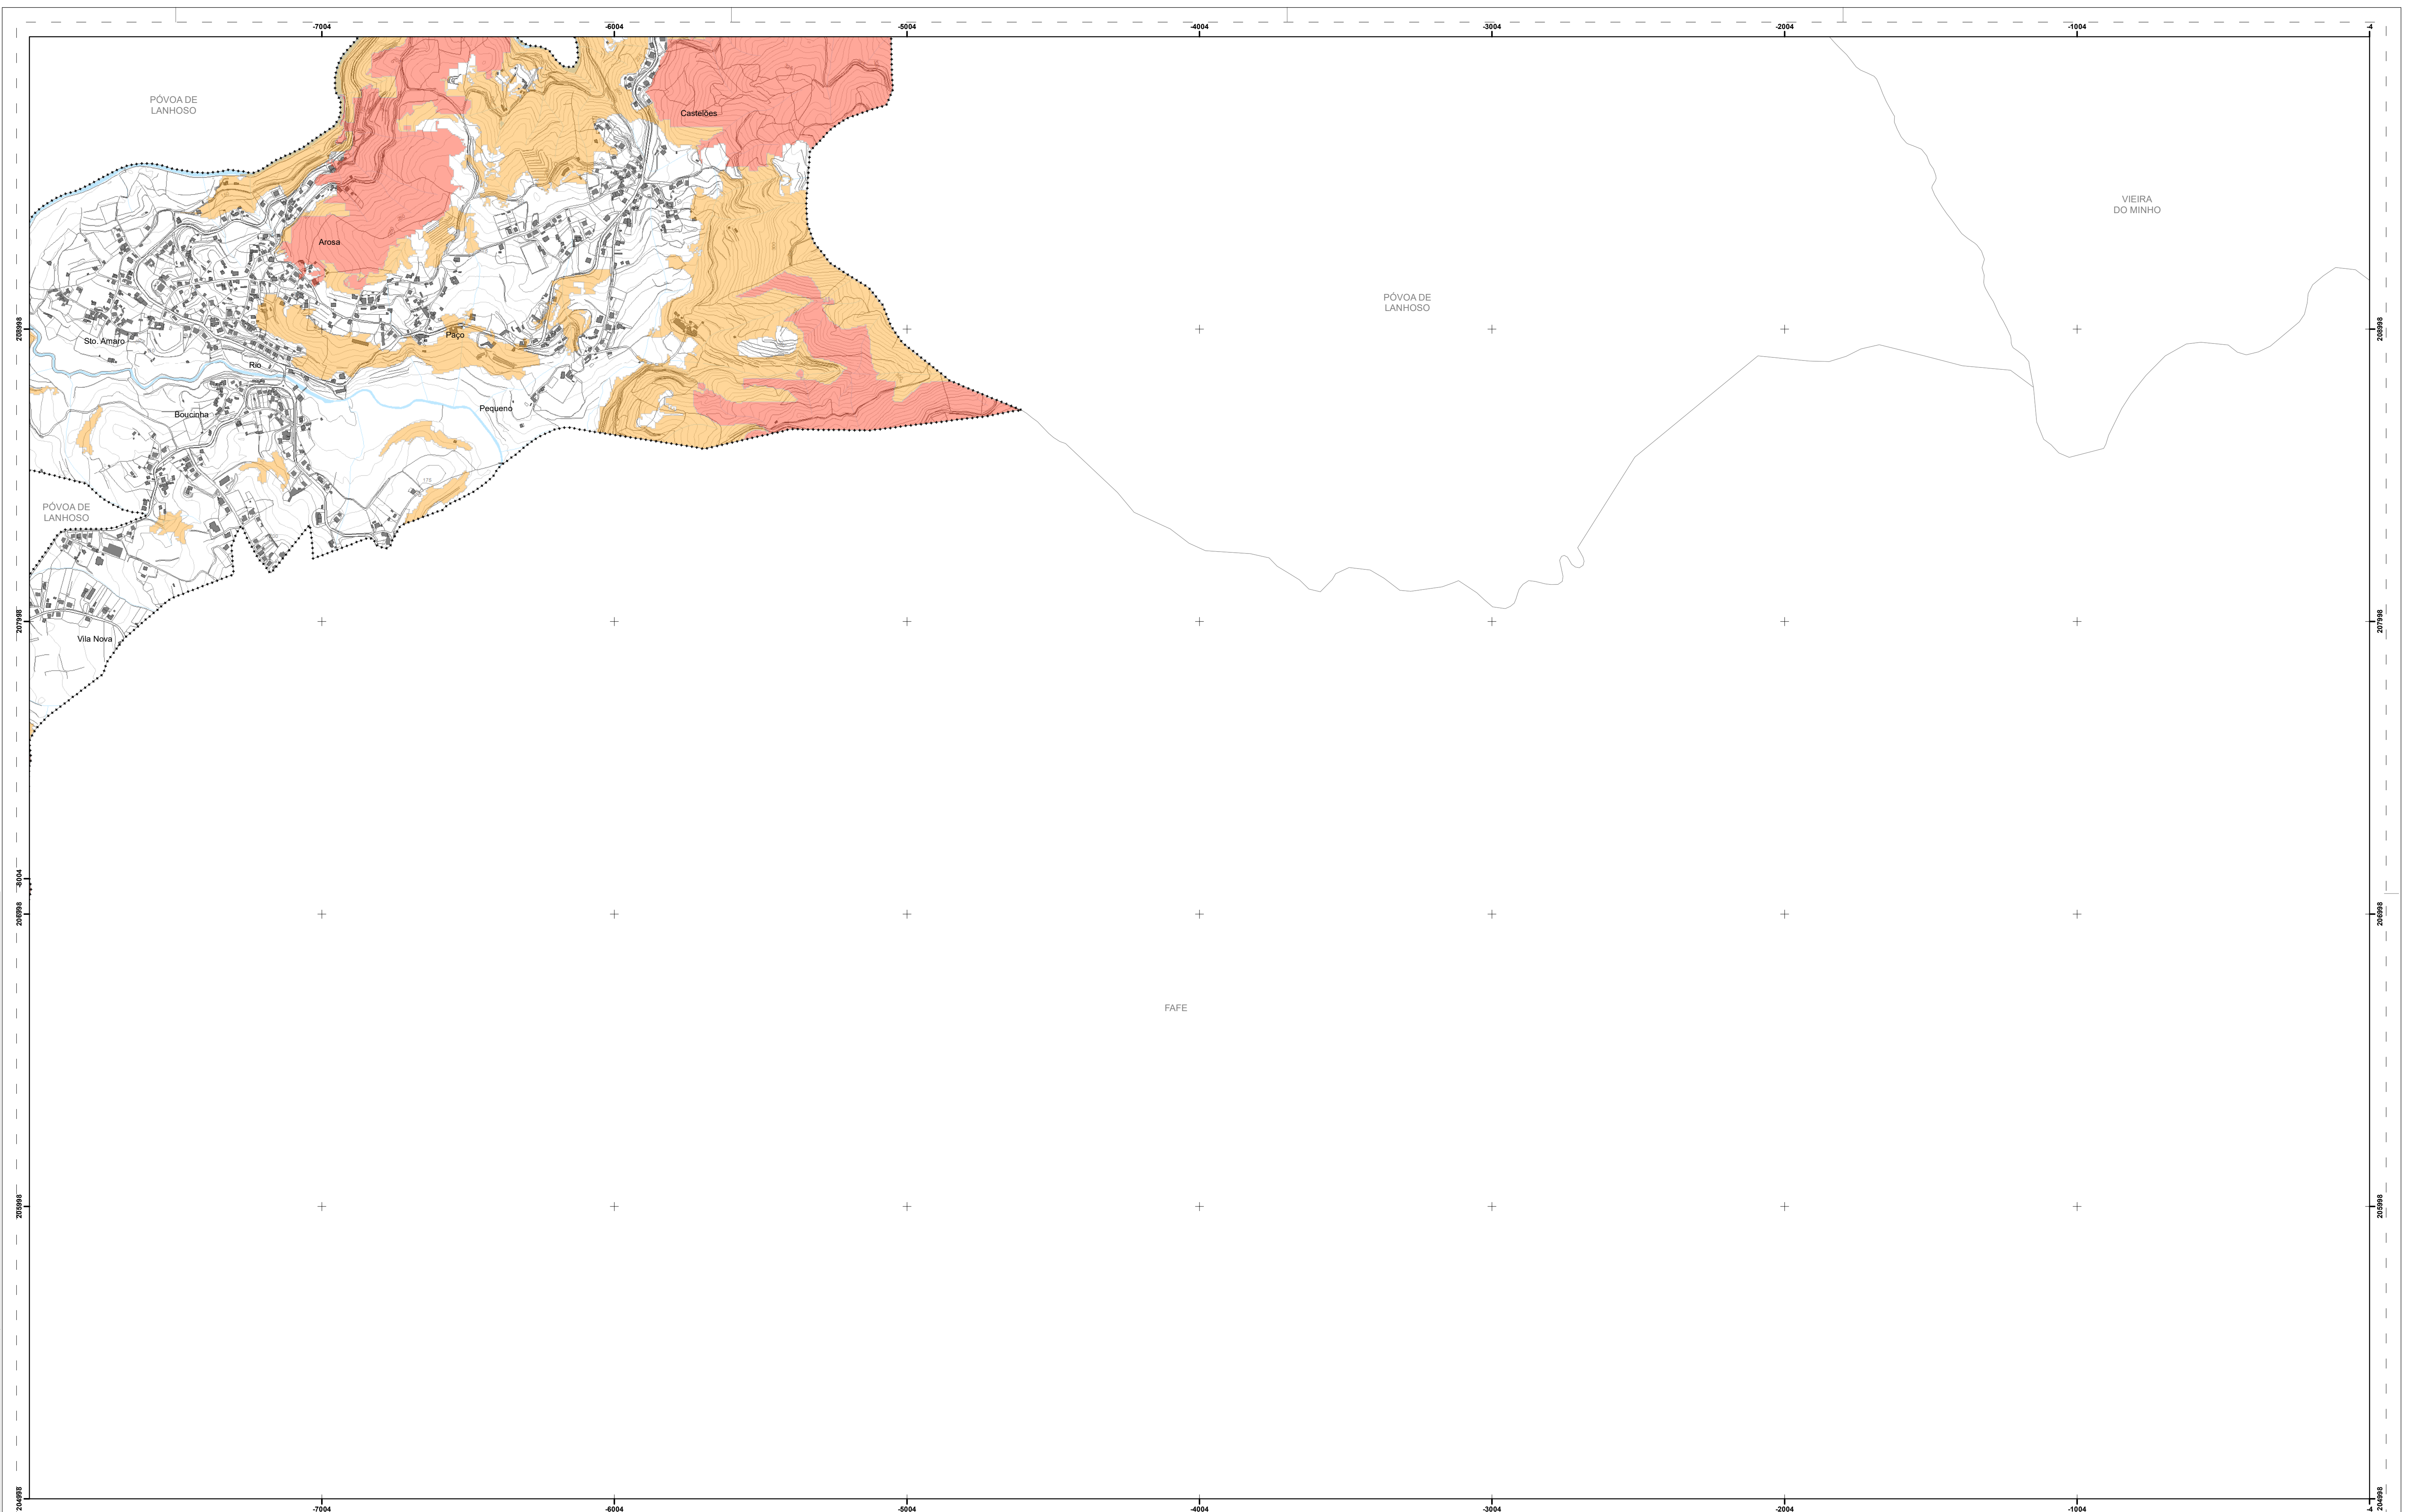 -7004
-6004
-5004
-4004
-3004
-2004
-1004
-4
PÓVOA DE
LANHOSO
Castelões
VIEIRA
DO MINHO
Arosa
PÓVOA DE
LANHOSO
208998
208998
Paço
Sto. Amaro
Rio
Pequeno
Boucinha
175
PÓVOA DE
LANHOSO
207998
207998
Vila Nova
-8004
206998
206998
FAFE
205998
205998
204998
204998
-7004
-6004
-5004
-4004
-3004
-2004
-1004
-4